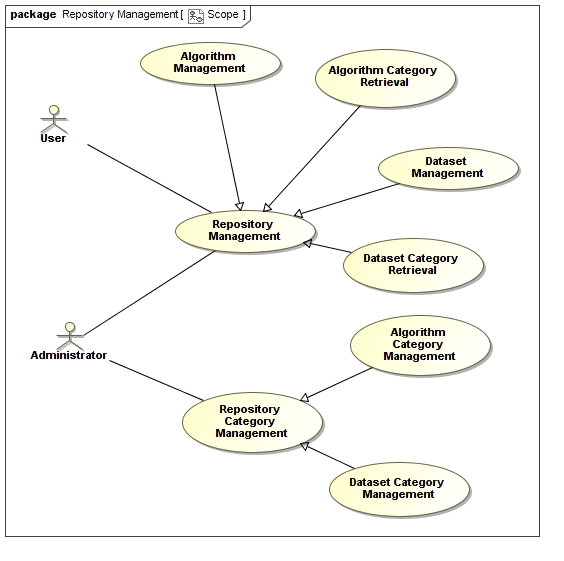 package Repository Management [ Scope ]
Algorithm
Management
Algorithm Category
Retrieval
User
Dataset
Management
Repository
Management
Dataset Category
Retrieval
Administrator
Algorithm
Category
Management
Repository
Category
Management
Dataset Category
Management